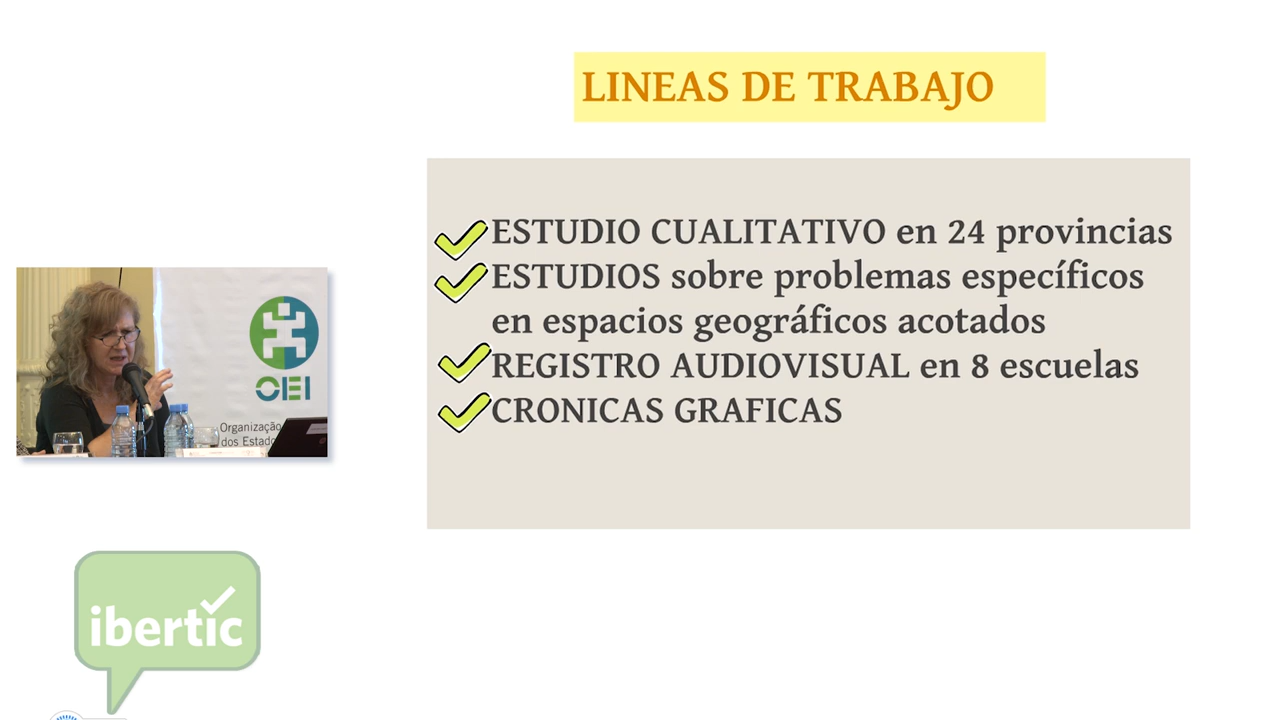 LINEAS DE TRABAJO
ESTUDIO CUALITATIVO en 24 provincias
ESTUDIOS sobre problemas específicos
en espacios geográficos acotados
REGISTRO AUDIOVISUAL en 8 escuelas
CRONICAS GRAFICAS
OEI
Organização
dos Estado
ibertic